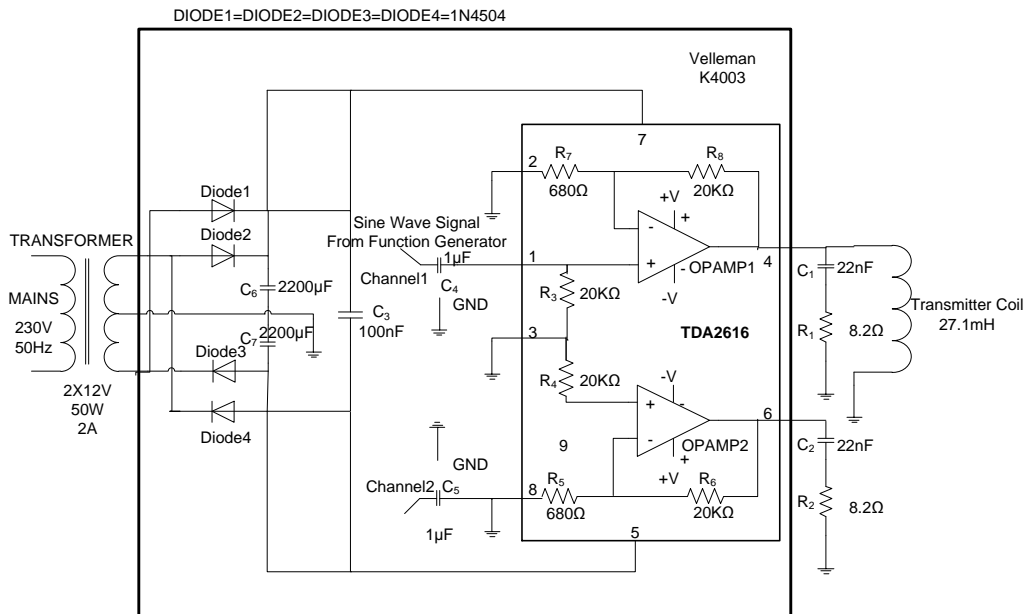 DIODE1=DIODE2=DIODE3=DIODE4=1N4504
Velleman
K4003
7
2
R7
680Ω
R8
20KΩ
+V
+
-
+
-
-V
OPAMP1
4
Diode1
Diode2
Sine Wave Signal
From Function Generator
1µF
Channel1
C4
GND
1
R3
20KΩ
3
TDA2616
R4
20KΩ
TRANSFORMER
MAINS
230V
50Hz
2X12V
50W
2A
C6
2200µF
C7
2200µF
C3
100nF
Diode3
Diode4
C1
22nF
R1
8.2Ω
Transmitter Coil
27.1mH
-V
-
+
-
+
+V
OPAMP2
6
9
GND
Channel2
C5
1µF
8
R5
680Ω
R6
20KΩ
5
C2
22nF
R2
8.2Ω